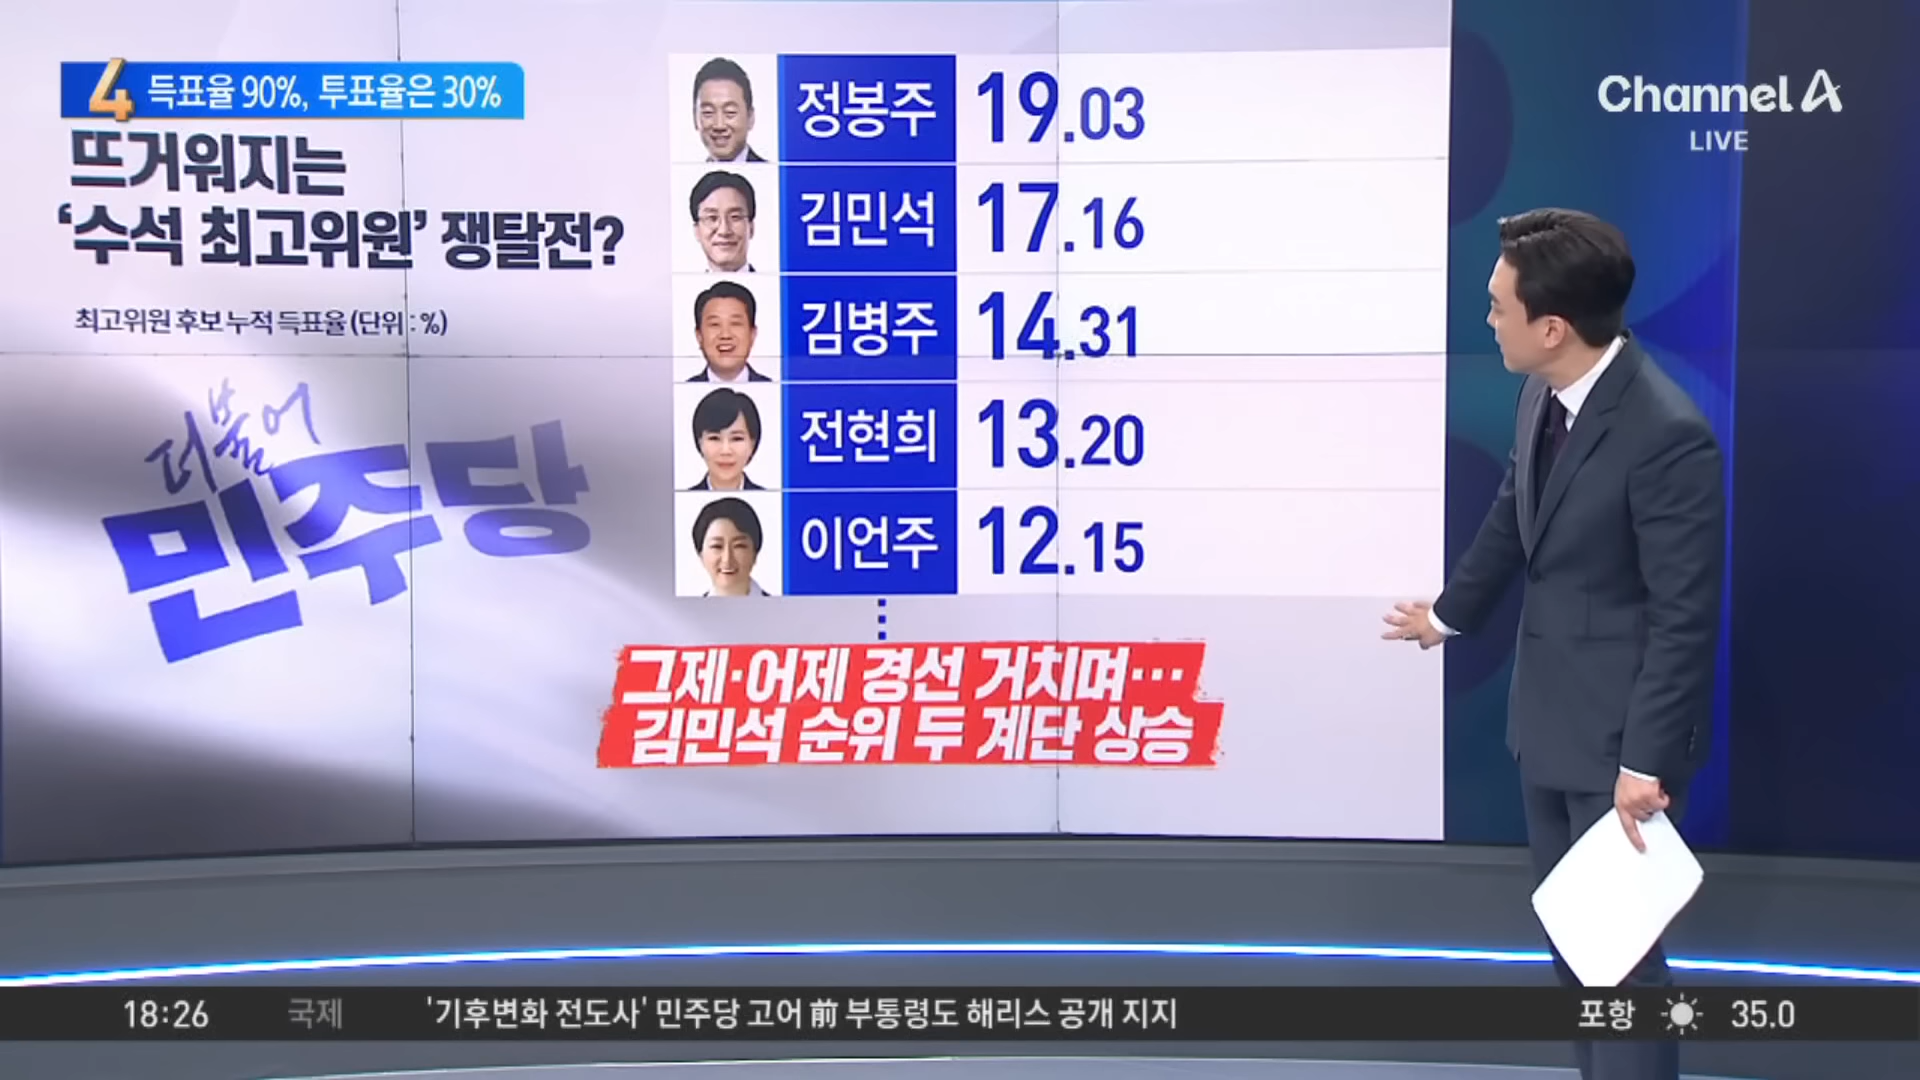 4 득표율 90%, 투표율은 30%
뜨거워지는
‘수석 최고위원’ 쟁탈전?
최고위원 후보 누적 득표율 (단위 : %)
더불어
민주당
정봉주 19.03
김민석 17.16
김병주 14.31
전현희 13.20
이언주 12.15
그제·어제 경선 거치며…
김민석 순위 두 계단 상승
Channel A
LIVE
18:26 국제 '기후변화 전도사' 민주당 고어 前 부통령도 해리스 공개 지지 포항 35.0